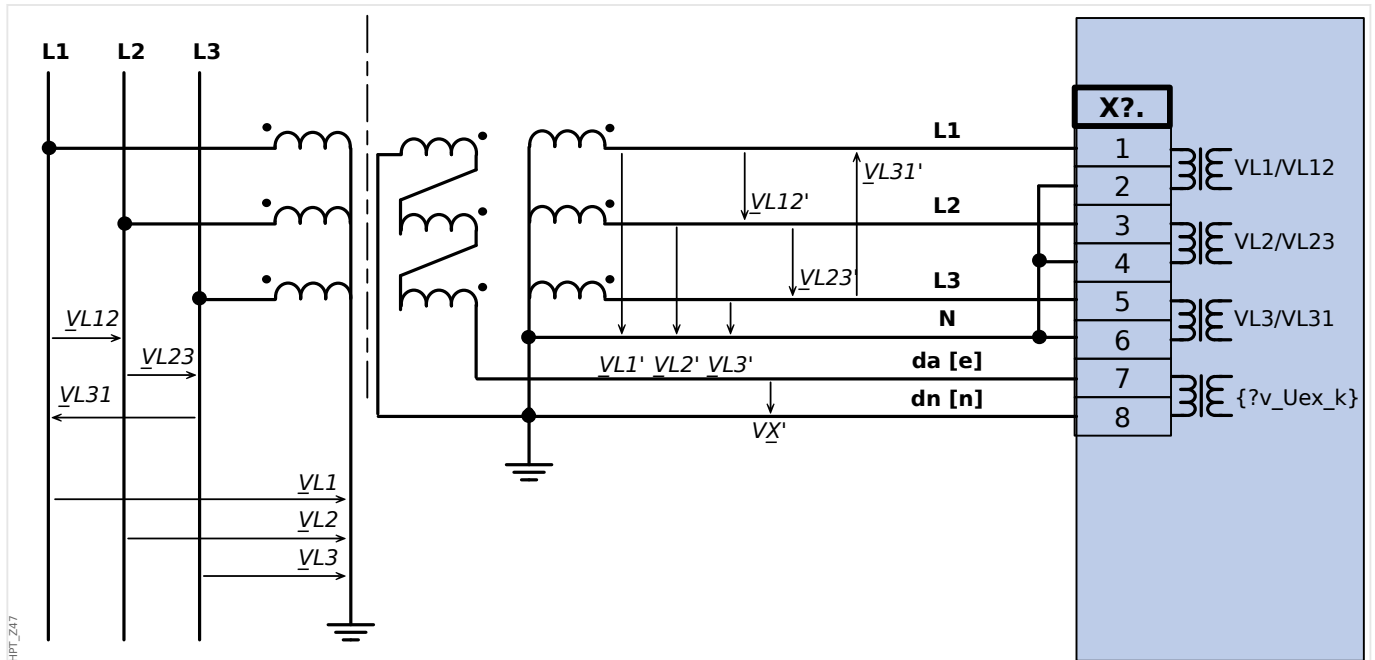 L1 L2 L3
X?.
L1
1
VL1/VL12
2
VL31'
VL12'
L2
3
VL2/VL23
4
VL23'
L3
5
VL3/VL31
N
6
VL12
VL23
VL31
VL1' VL2' VL3'
da [e]
7
{?v_Uex_k}
dn [n]
8
VX'
VL1
VL2
VL3
HPT_Z47